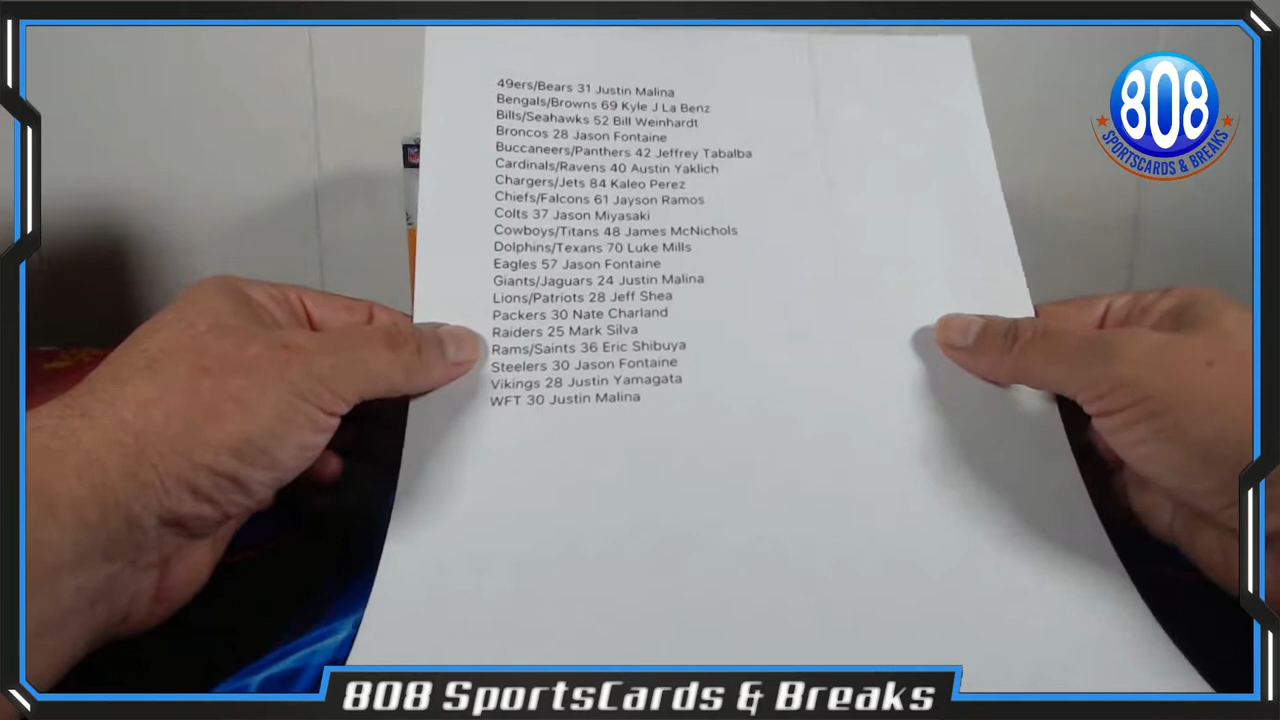 49ers/Bears 31 Justin Malina
Bengals/Browns 69 Kyle J La Benz
Bills/Seahawks 52 Bill Weinhardt
Broncos 28 Jason Fontaine
Buccaneers/Panthers 42 Jeffrey Tabalba
Cardinals/Ravens 40 Austin Yaklich
Chargers/Jets 84 Kaleo Perez
Chiefs/Falcons 61 Jayson Ramos
Colts 37 Jason Miyasaki
Cowboys/Titans 48 James McNichols
Dolphins/Texans 70 Luke Mills
Eagles 57 Jason Fontaine
Giants/Jaguars 24 Justin Malina
Lions/Patriots 28 Jeff Shea
Packers 30 Nate Charland
Raiders 25 Mark Silva
Rams/Saints 36 Eric Shibuya
Steelers 30 Jason Fontaine
Vikings 28 Justin Yamagata
WFT 30 Justin Malina
808
SPORTSCARDS & BREAKS
808 SportsCards & Breaks